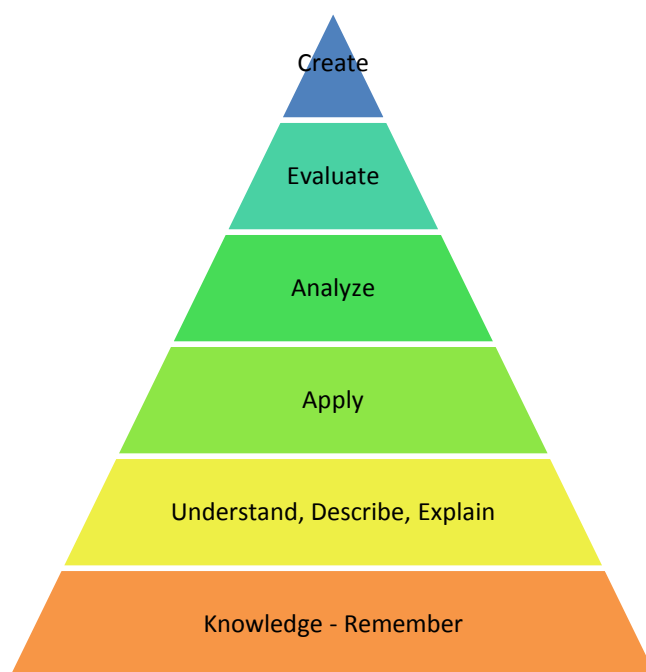 Create
Evaluate
Analyze
Apply
Understand, Describe, Explain
Knowledge - Remember